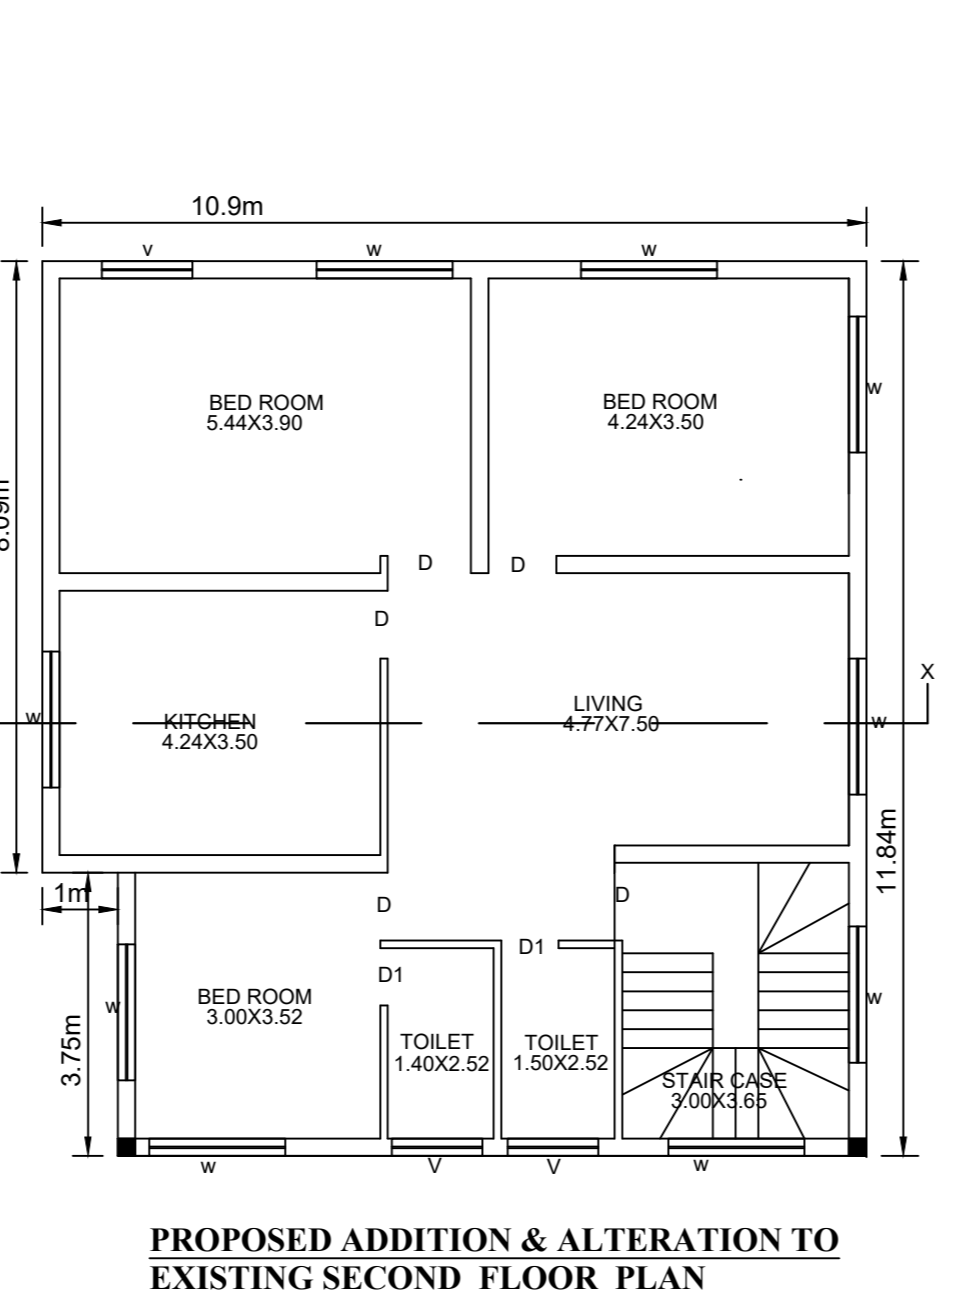 10.9m
v
w
w
BED ROOM
5.44X3.90
BED ROOM
4.24X3.50
w
D
D
D
X
w
KITCHEN
4.24X3.50
LIVING
4.77X7.50
w
11.84m
1m
D
D
D1
D1
w
BED ROOM
3.00X3.52
w
3.75m
TOILET
1.40X2.52
TOILET
1.50X2.52
STAIR CASE
3.00X3.65
w
V
V
w
PROPOSED ADDITION & ALTERATION TO
EXISTING SECOND FLOOR PLAN